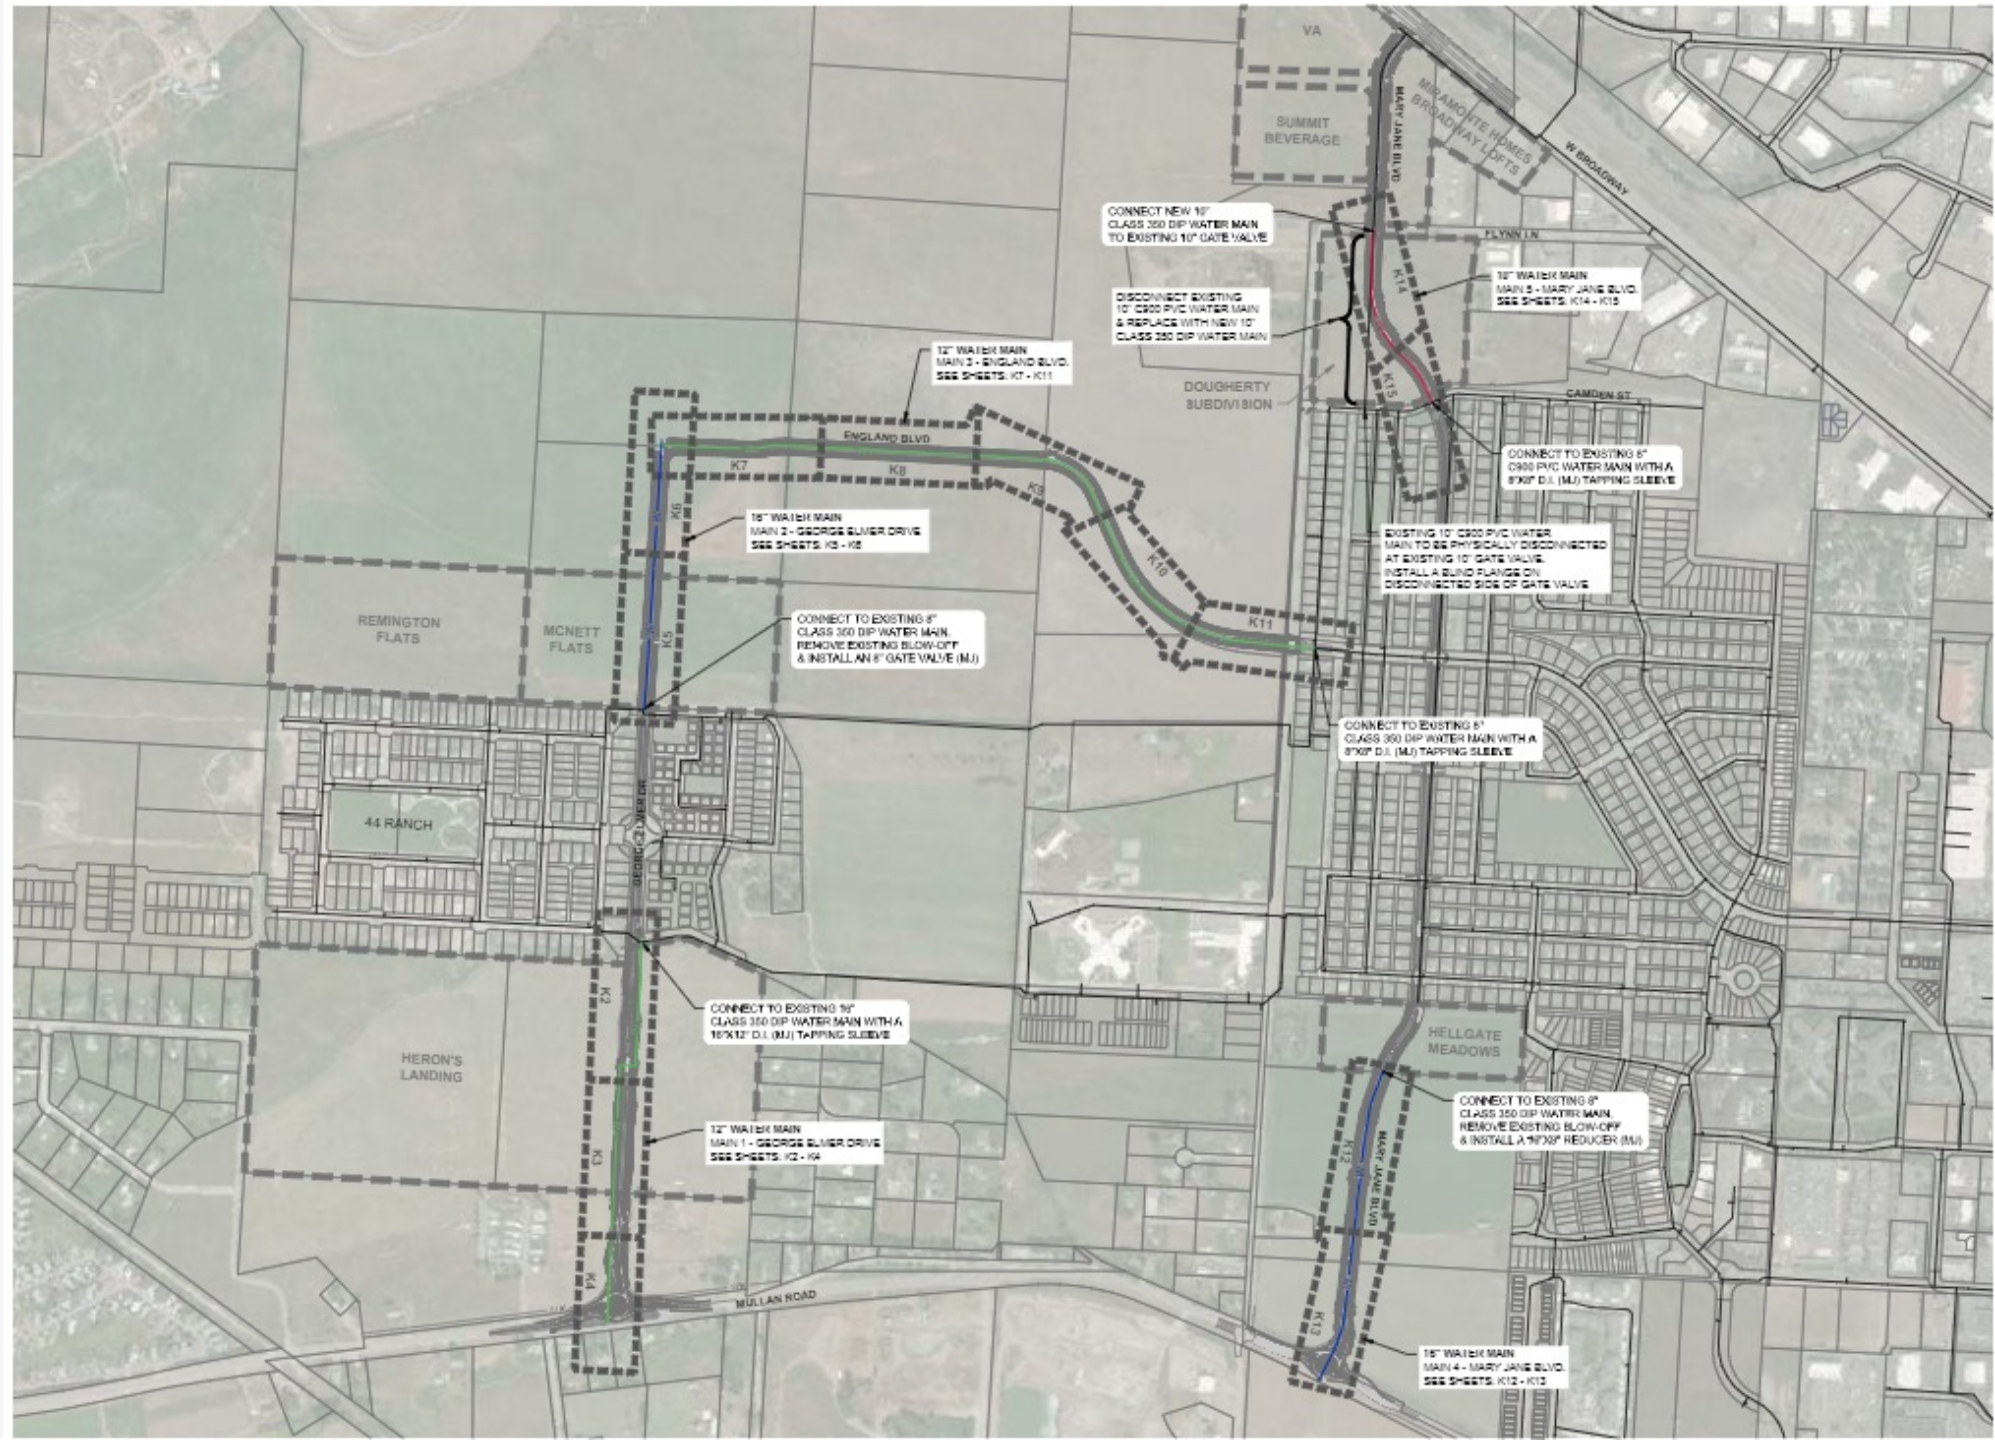 VA
SUMMIT
BEVERAGE
MARY JANE BLVD
MIRAMONTE HOMES
BROADWAY LOFTS
W BROADWAY
CONNECT NEW 10"
CLASS 350 DIP WATER MAIN
TO EXISTING 10" GATE VALVE
FLYNN LN
K14
10" WATER MAIN
MAIN 5 - MARY JANE BLVD.
SEE SHEETS: K14 - K15
DISCONNECT EXISTING
10" C900 PVC WATER MAIN
& REPLACE WITH NEW 10"
CLASS 350 DIP WATER MAIN
12" WATER MAIN
MAIN 3 - ENGLAND BLVD.
SEE SHEETS: K7 - K11
DOUGHERTY
SUBDIVISION
K15
CAMDEN ST
ENGLAND BLVD
K7
K8
K9
K6
CONNECT TO EXISTING 8"
C900 PVC WATER MAIN WITH A
8"X8" D.I. (MJ) TAPPING SLEEVE
16" WATER MAIN
MAIN 2 - GEORGE ELMER DRIVE
SEE SHEETS: K5 - K6
EXISTING 10" C900 PVC WATER
MAIN TO BE PHYSICALLY DISCONNECTED
AT EXISTING 10" GATE VALVE.
INSTALL A BLIND FLANGE ON
DISCONNECTED SIDE OF GATE VALVE
K10
REMINGTON
FLATS
MCNETT
FLATS
K5
CONNECT TO EXISTING 8"
CLASS 350 DIP WATER MAIN.
REMOVE EXISTING BLOW-OFF
& INSTALL AN 8" GATE VALVE (MJ)
K11
CONNECT TO EXISTING 8"
CLASS 350 DIP WATER MAIN WITH A
8"X8" D.I. (MJ) TAPPING SLEEVE
44 RANCH
GEORGE ELMER DR
K2
CONNECT TO EXISTING 16"
CLASS 350 DIP WATER MAIN WITH A
16"X12" D.I. (MJ) TAPPING SLEEVE
HERON'S
LANDING
HELLGATE
MEADOWS
CONNECT TO EXISTING 8"
CLASS 350 DIP WATER MAIN,
REMOVE EXISTING BLOW-OFF
& INSTALL A 16"X8" REDUCER (MJ)
12" WATER MAIN
MAIN 1 - GEORGE ELMER DRIVE
SEE SHEETS: K2 - K4
K3
K12
MARY JANE BLVD
K4
MULLAN ROAD
K13
16" WATER MAIN
MAIN 4 - MARY JANE BLVD.
SEE SHEETS: K12 - K13